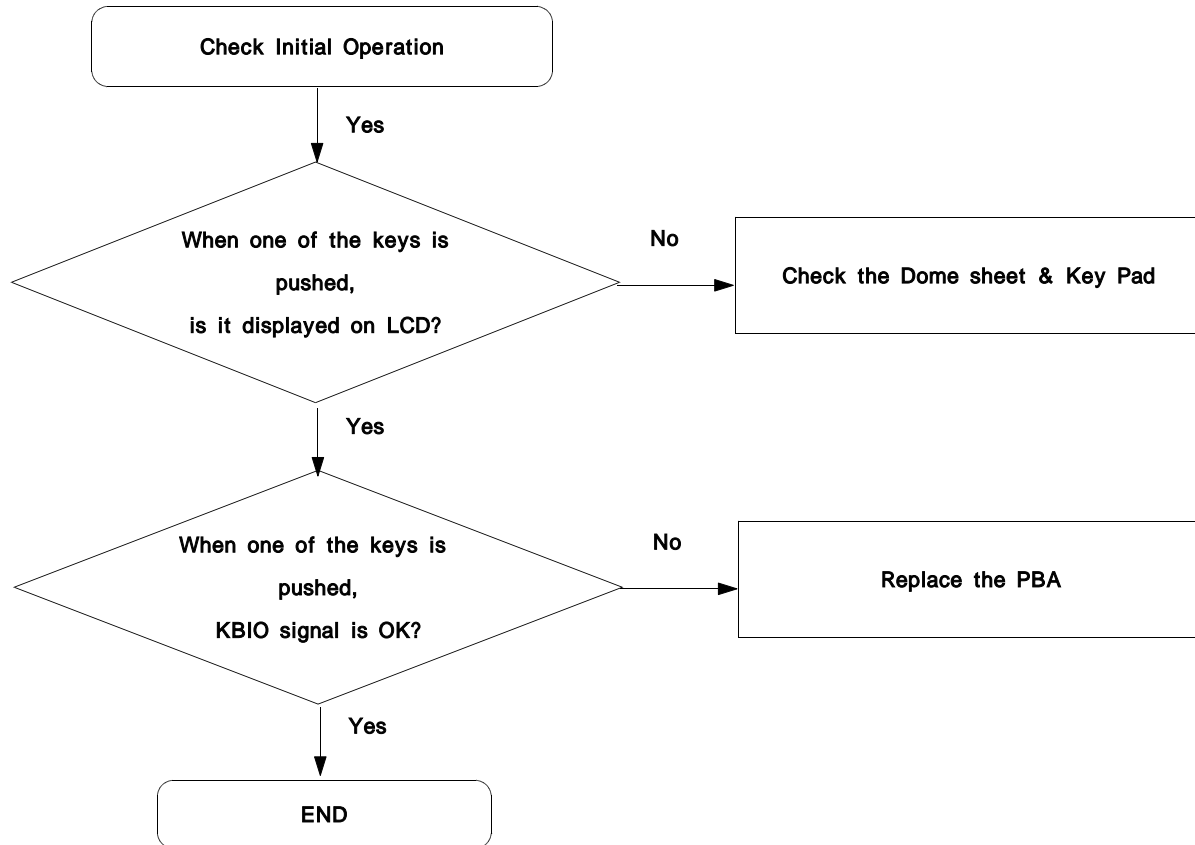 Check Initial Operation
Yes
When one of the keys is
pushed,
is it displayed on LCD?
No
Check the Dome sheet & Key Pad
Yes
When one of the keys is
pushed,
KBIO signal is OK?
No
Replace the PBA
Yes
END